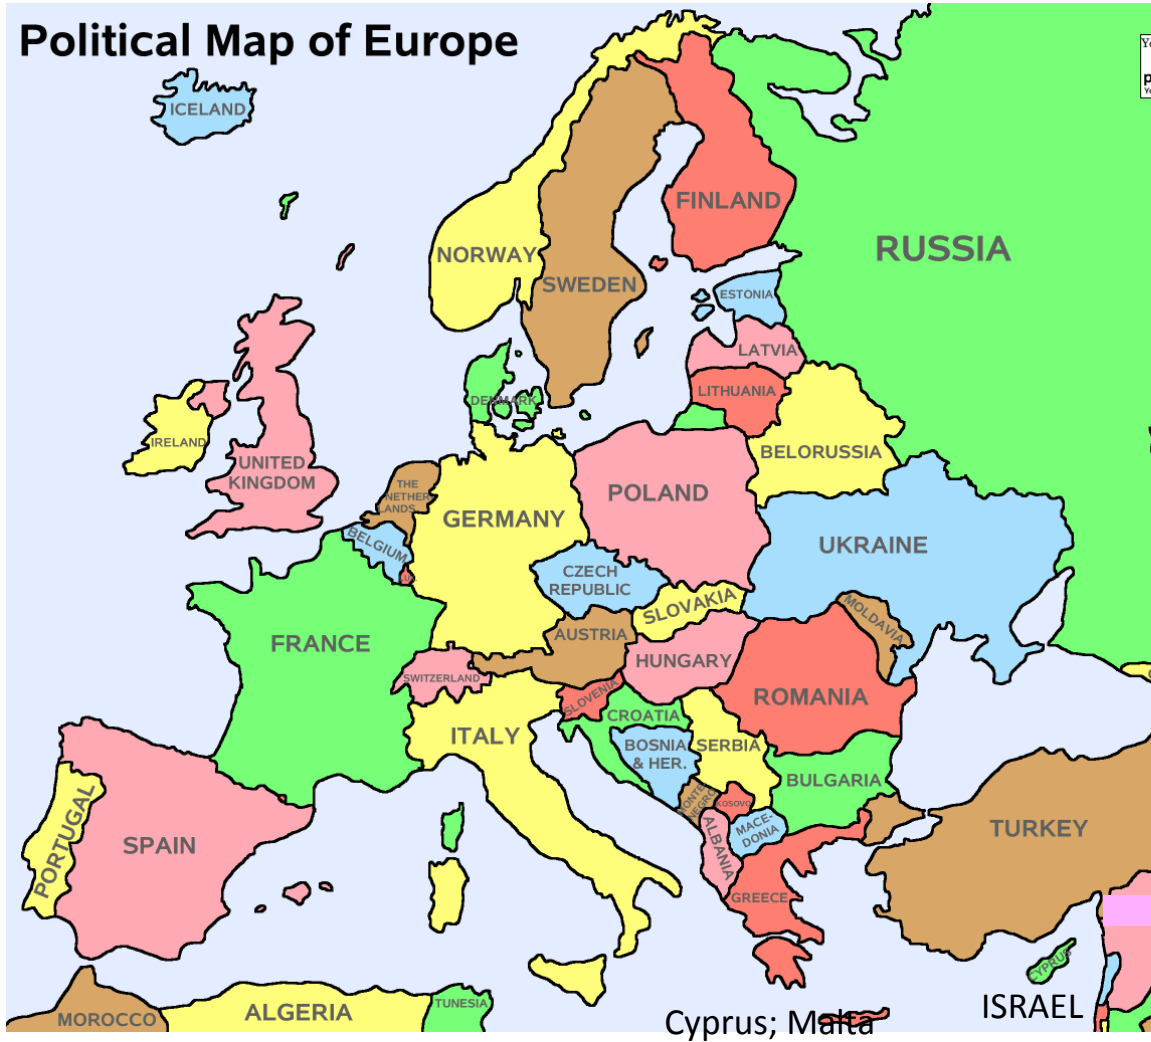 Political Map of Europe
ICELAND
FINLAND
NORWAY
RUSSIA
SWEDEN
ESTONIA
LATVIA
LITHUANIA
DENMARK
IRELAND
UNITED
KINGDOM
BELORUSSIA
THE
NETHER
LANDS
POLAND
GERMANY
BELGIUM
UKRAINE
CZECH
REPUBLIC
SLOVAKIA
MOLDAVIA
AUSTRIA
FRANCE
HUNGARY
SWITZERLAND
SLOVENIA
ROMANIA
CROATIA
ITALY
BOSNIA
& HER.
SERBIA
BULGARIA
MONTE
NEGRO
KOSOVO
PORTUGAL
SPAIN
ALBANIA
MACE-
DONIA
TURKEY
GREECE
CYPRUS
TUNESIA
ALGERIA
MOROCCO
ISRAEL
Cyprus; Malta